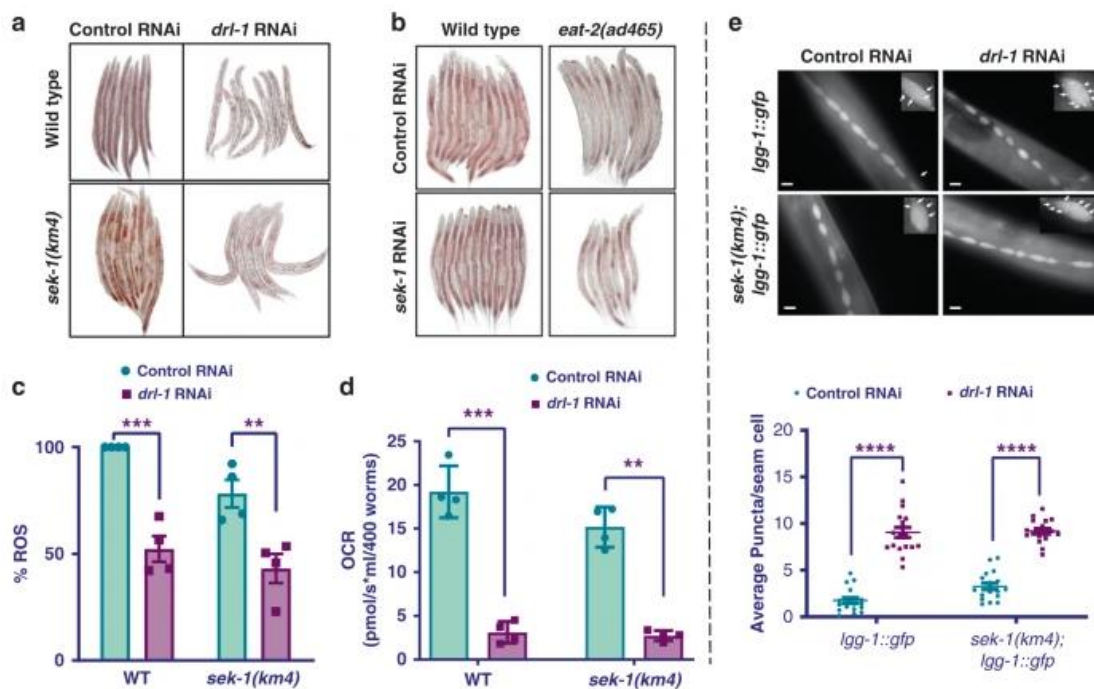 a
Control RNAi drl-1 RNAi
Wild type
sek-1(km4)
b
Wild type eat-2(ad465)
Control RNAi
sek-1 RNAi
e
Control RNAi drl-1 RNAi
lgg-1::gfp
sek-1(km4);
lgg-1::gfp
c
Control RNAi
drl-1 RNAi
*** **
100
50
0
% ROS
WT sek-1(km4)
d
Control RNAi
drl-1 RNAi
*** **
25
20
15
10
5
0
OCR
(pmol/s*ml/400 worms)
WT sek-1(km4)
Control RNAi drl-1 RNAi
**** ****
20
15
10
5
0
Average Puncta/seam cell
lgg-1::gfp sek-1(km4);
lgg-1::gfp